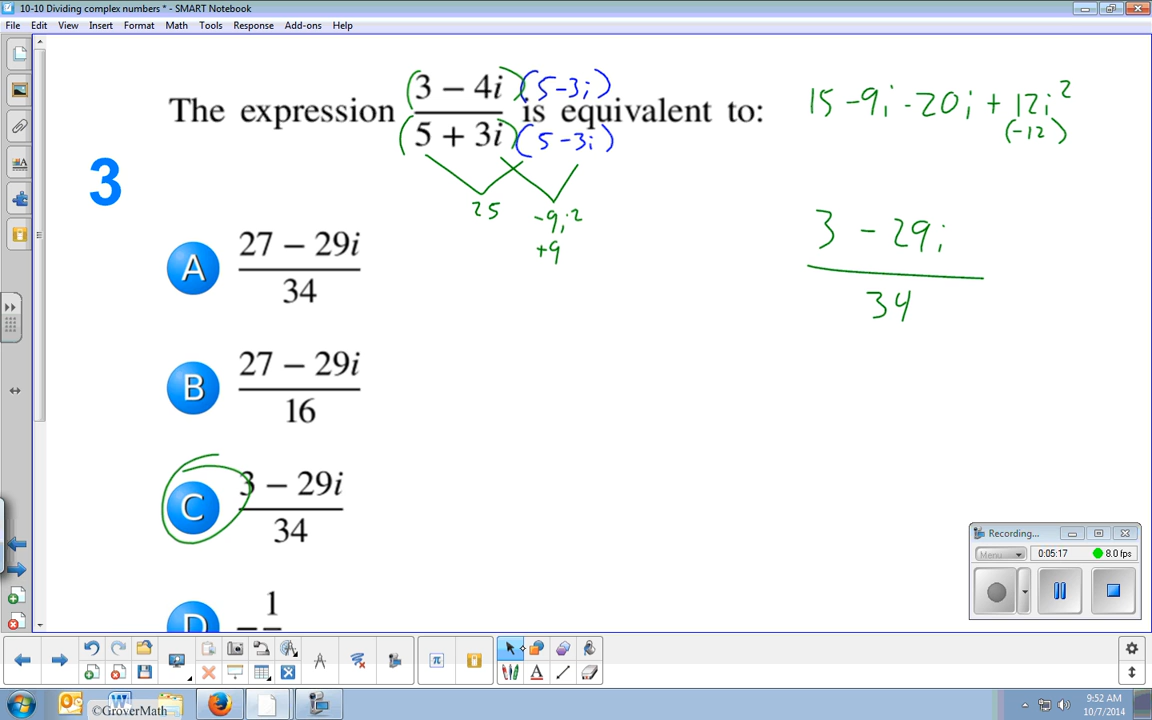 10-10 Dividing complex numbers * - SMART Notebook
File Edit View Insert Format Math Tools Response Add-ons Help
The expression (3 − 4i)(5-3i) / (5 + 3i)(5-3i) is equivalent to:
15 -9i -20i + 12i²
(-12)
3
25 -9i²
+9
3 - 29i
34
A 27 − 29i
34
B 27 − 29i
16
C 3 − 29i
34
D 1
Recording...
Menu 0:05:17 8.0 fps
π A
©GroverMath
9:52 AM
10/7/2014